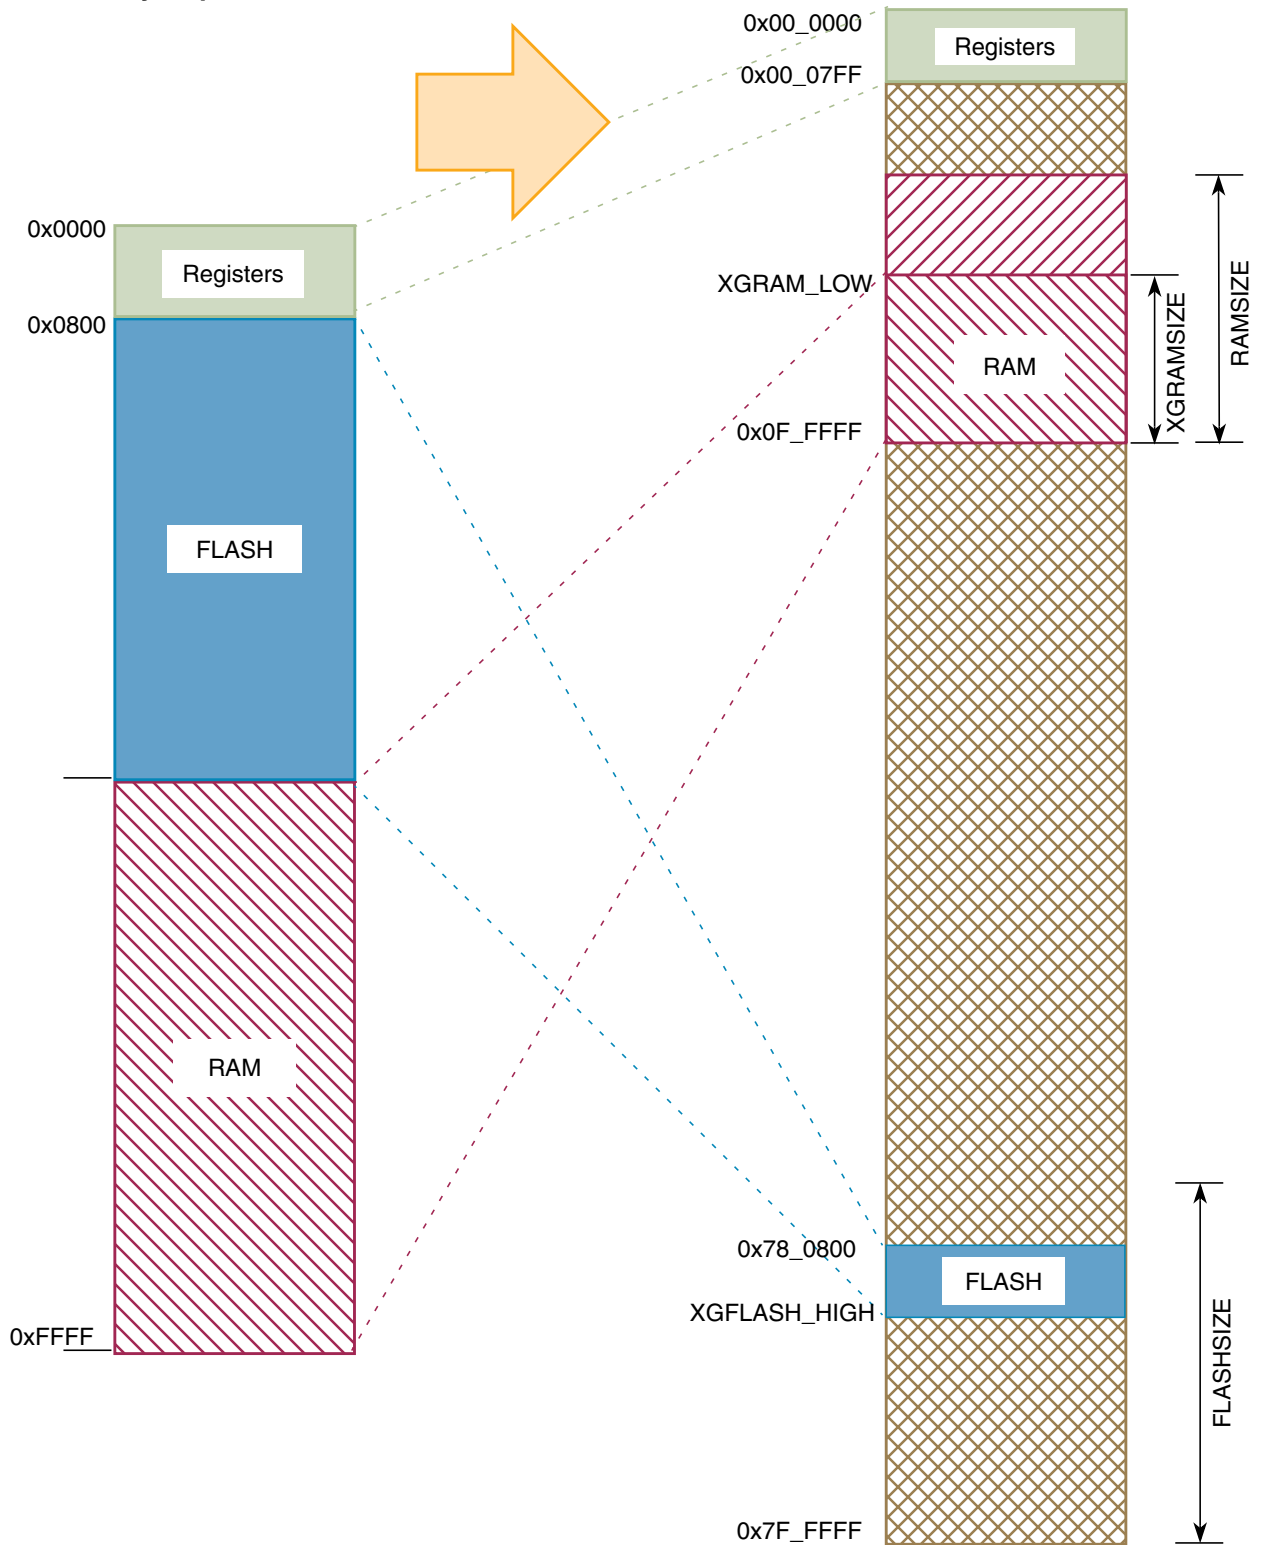 0x00_0000
Registers
0x00_07FF
0x0000
Registers
0x0800
XGRAM_LOW
RAM
XGRAMSIZE
RAMSIZE
0x0F_FFFF
FLASH
RAM
0x78_0800
FLASH
XGFLASH_HIGH
0xFFFF
FLASHSIZE
0x7F_FFFF